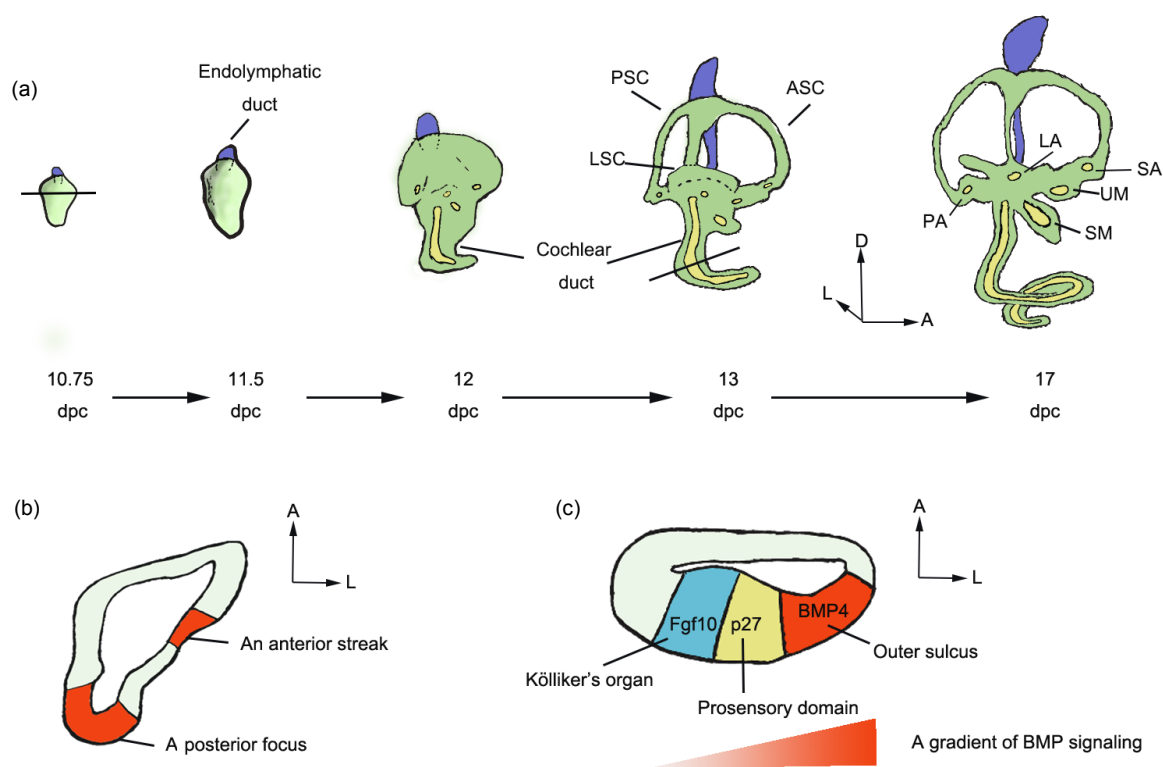 (a)
Endolymphatic
duct
PSC
ASC
LSC
LA
SA
UM
PA
SM
Cochlear
duct
D
L
A
10.75
dpc
11.5
dpc
12
dpc
13
dpc
17
dpc
(b)
A
L
An anterior streak
A posterior focus
(c)
A
L
Fgf10
p27
BMP4
Outer sulcus
Kölliker’s organ
Prosensory domain
A gradient of BMP signaling